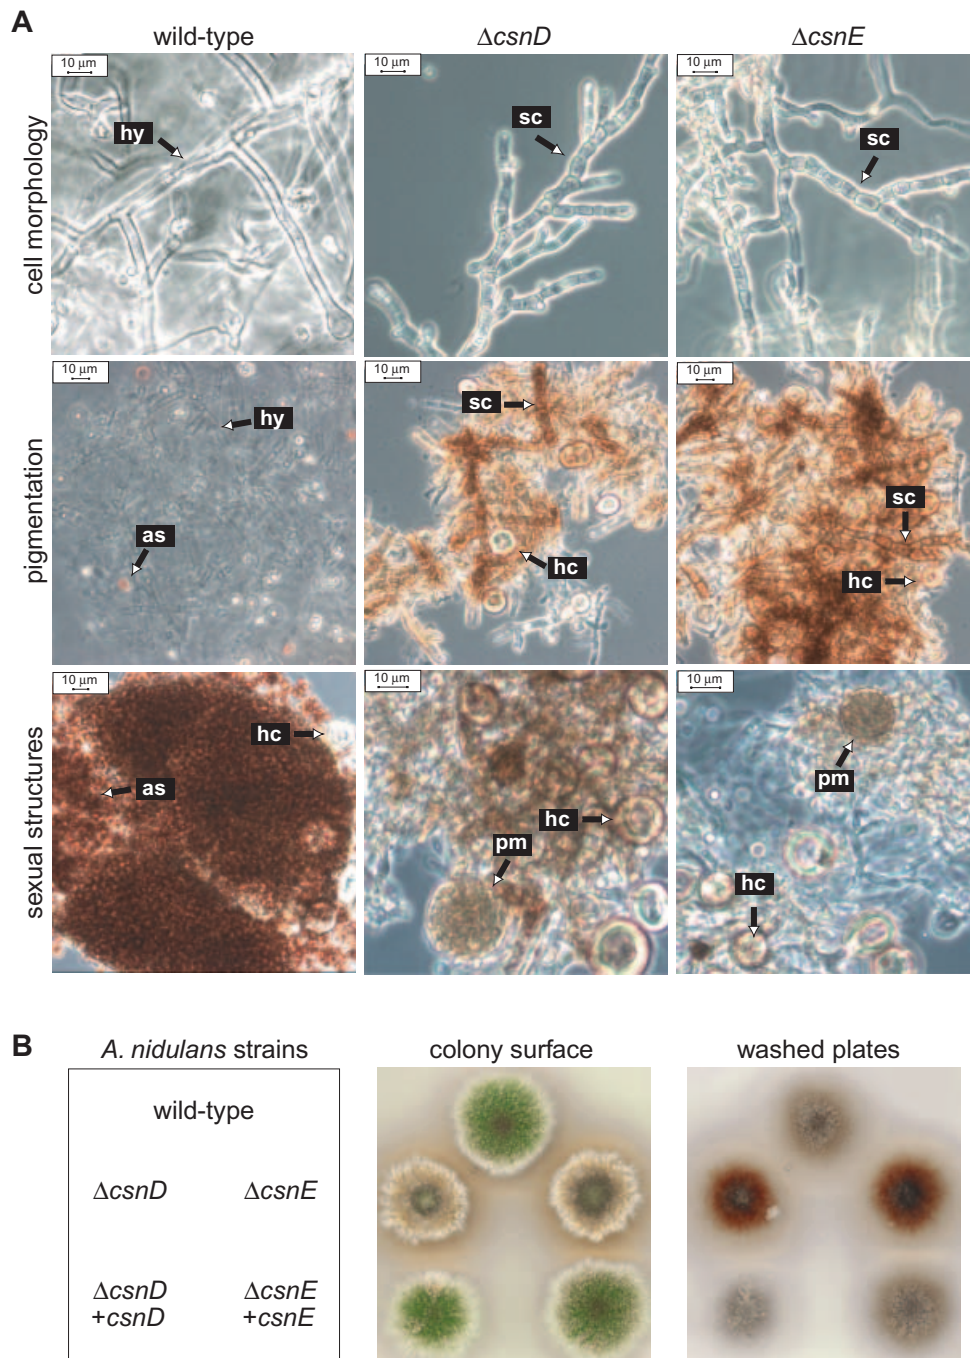 A
wild-type
ΔcsnD
ΔcsnE
cell morphology
10 μm
hy
10 μm
sc
10 μm
sc
pigmentation
10 μm
hy
as
10 μm
sc
hc
10 μm
sc
hc
sexual structures
10 μm
hc
as
10 μm
hc
pm
10 μm
pm
hc
B
A. nidulans strains
colony surface
washed plates
wild-type
ΔcsnD
ΔcsnE
ΔcsnD
+csnD
ΔcsnE
+csnE